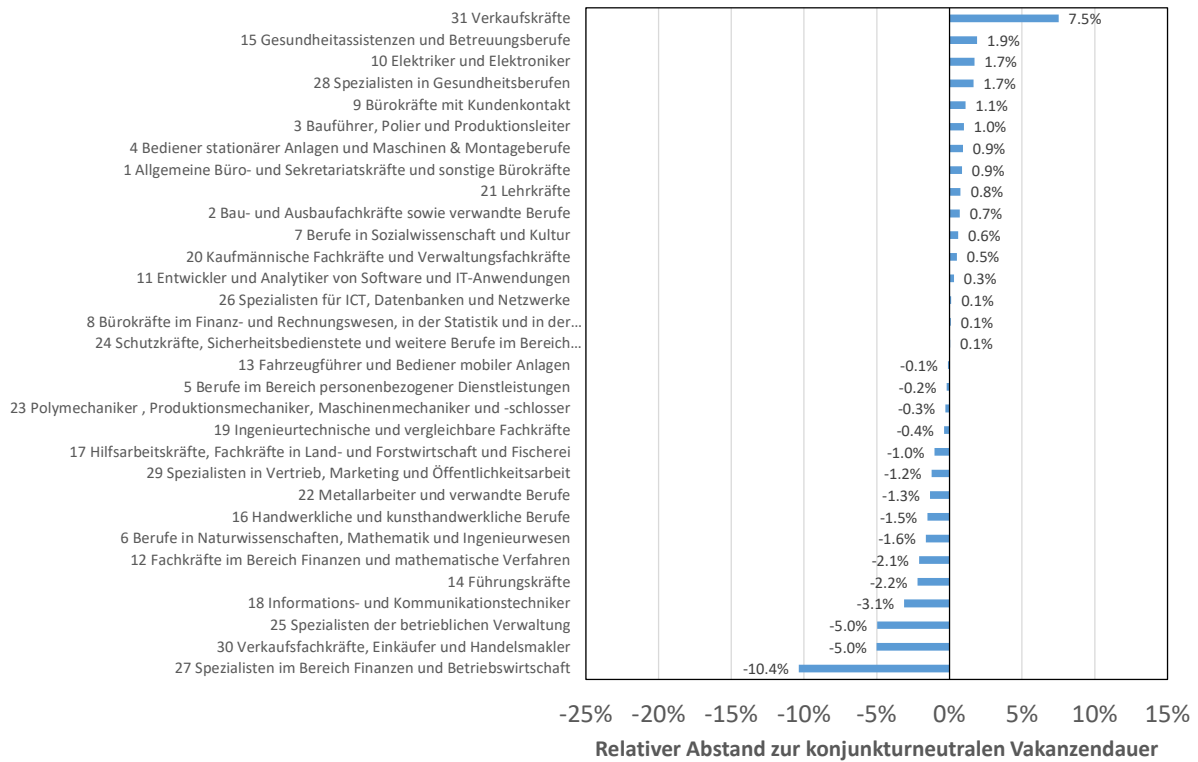 31 Verkaufskräfte 7.5%
15 Gesundheitassistenzen und Betreuungsberufe 1.9%
10 Elektriker und Elektroniker 1.7%
28 Spezialisten in Gesundheitsberufen 1.7%
9 Bürokräfte mit Kundenkontakt 1.1%
3 Bauführer, Polier und Produktionsleiter 1.0%
4 Bediener stationärer Anlagen und Maschinen & Montageberufe 0.9%
1 Allgemeine Büro- und Sekretariatskräfte und sonstige Bürokräfte 0.9%
21 Lehrkräfte 0.8%
2 Bau- und Ausbaufachkräfte sowie verwandte Berufe 0.7%
7 Berufe in Sozialwissenschaft und Kultur 0.6%
20 Kaufmännische Fachkräfte und Verwaltungsfachkräfte 0.5%
11 Entwickler und Analytiker von Software und IT-Anwendungen 0.3%
26 Spezialisten für ICT, Datenbanken und Netzwerke 0.1%
8 Bürokräfte im Finanz- und Rechnungswesen, in der Statistik und in der… 0.1%
24 Schutzkräfte, Sicherheitsbedienstete und weitere Berufe im Bereich… 0.1%
13 Fahrzeugführer und Bediener mobiler Anlagen -0.1%
5 Berufe im Bereich personenbezogener Dienstleistungen -0.2%
23 Polymechaniker , Produktionsmechaniker, Maschinenmechaniker und -schlosser -0.3%
19 Ingenieurtechnische und vergleichbare Fachkräfte -0.4%
17 Hilfsarbeitskräfte, Fachkräfte in Land- und Forstwirtschaft und Fischerei -1.0%
29 Spezialisten in Vertrieb, Marketing und Öffentlichkeitsarbeit -1.2%
22 Metallarbeiter und verwandte Berufe -1.3%
16 Handwerkliche und kunsthandwerkliche Berufe -1.5%
6 Berufe in Naturwissenschaften, Mathematik und Ingenieurwesen -1.6%
12 Fachkräfte im Bereich Finanzen und mathematische Verfahren -2.1%
14 Führungskräfte -2.2%
18 Informations- und Kommunikationstechniker -3.1%
25 Spezialisten der betrieblichen Verwaltung -5.0%
30 Verkaufsfachkräfte, Einkäufer und Handelsmakler -5.0%
27 Spezialisten im Bereich Finanzen und Betriebswirtschaft -10.4%
-25% -20% -15% -10% -5% 0% 5% 10% 15%
Relativer Abstand zur konjunkturneutralen Vakanzendauer